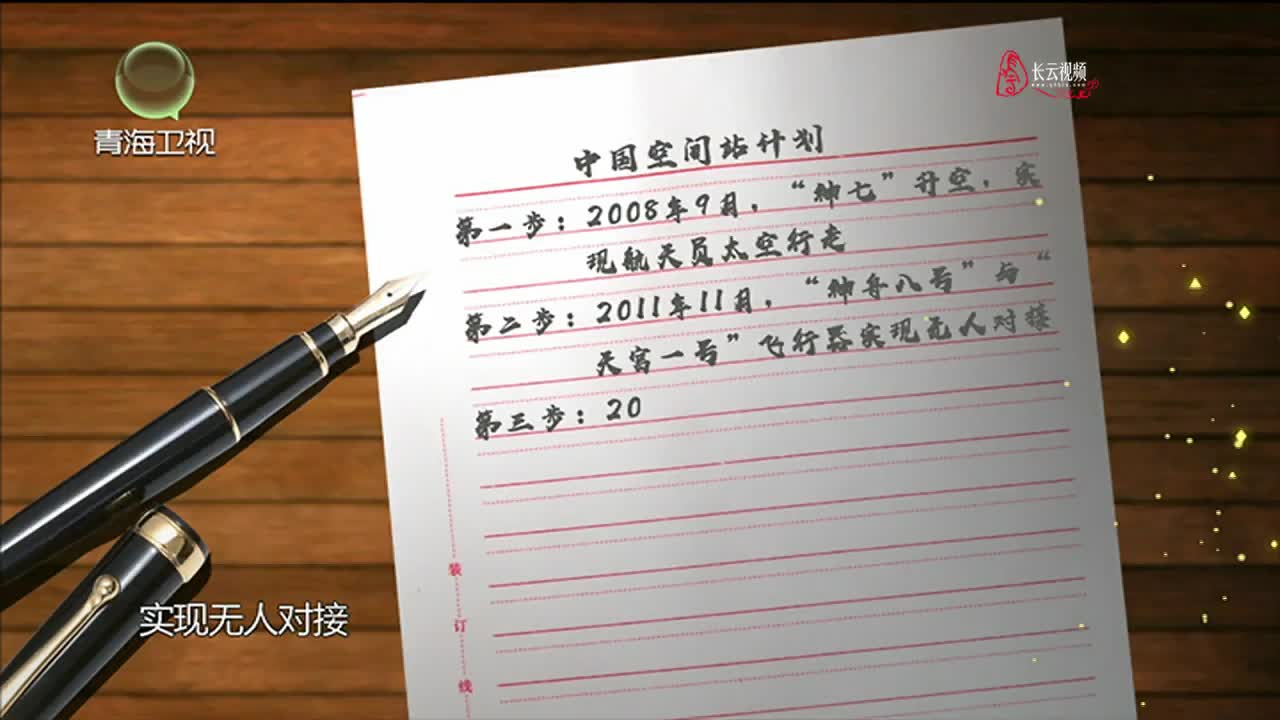 青海卫视
长云视频
中国空间站计划
第一步：2008年9月，“神七”升空，实
现航天员太空行走
第二步：2011年11月，“神舟八号”与“
天宫一号”飞行器实现无人对接
第三步：20
装
订
线
实现无人对接